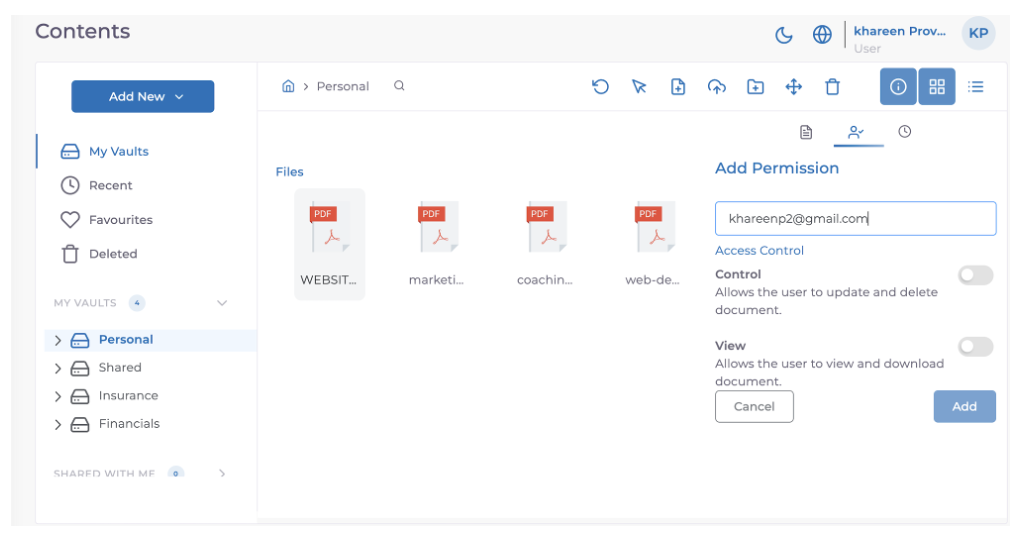 Contents
khareen Prov...
User
KP
Add New
Personal
My Vaults
Recent
Favourites
Deleted
MY VAULTS 4
Personal
Shared
Insurance
Financials
SHARED WITH ME 0
Files
PDF
WEBSIT...
PDF
marketi...
PDF
coachin...
PDF
web-de...
Add Permission
khareenp2@gmail.com
Access Control
Control
Allows the user to update and delete
document.
View
Allows the user to view and download
document.
Cancel
Add